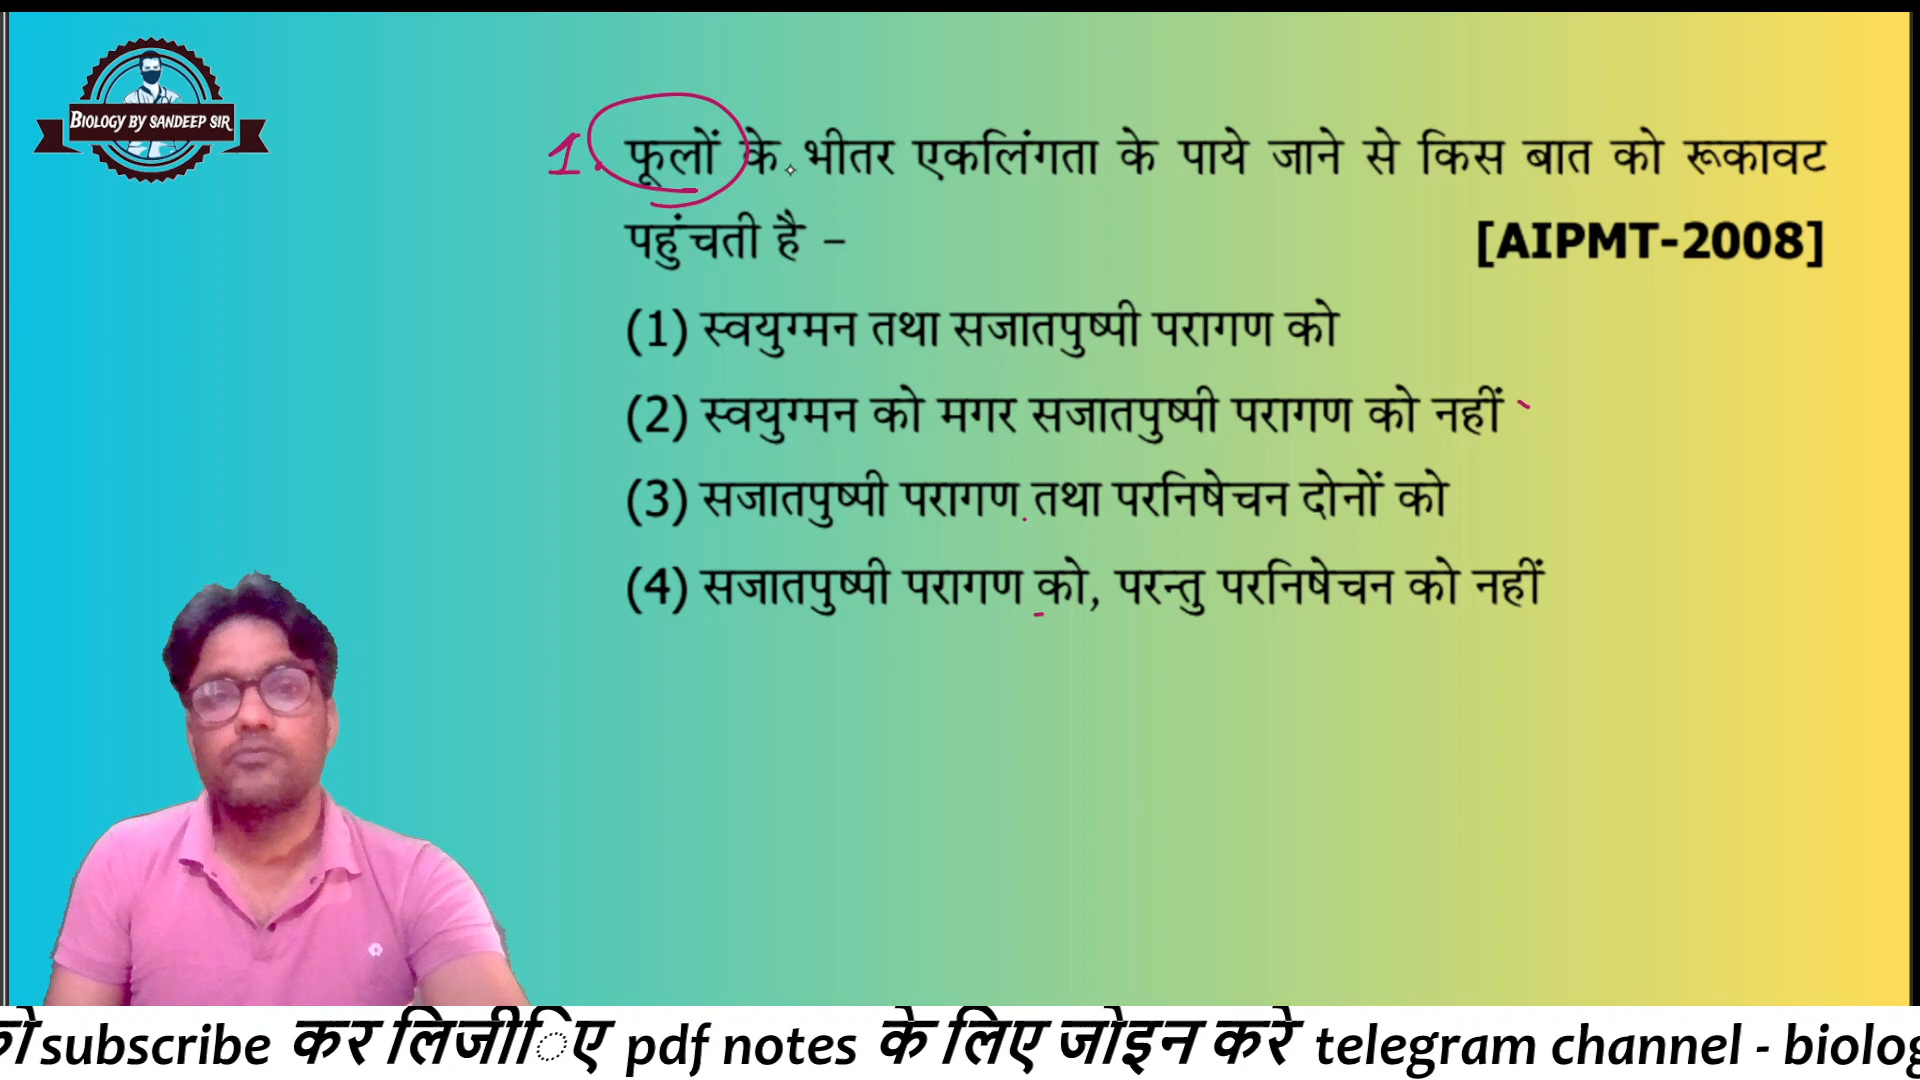 BIOLOGY BY SANDEEP SIR
1. फूलों के भीतर एकलिंगता के पाये जाने से किस बात को रूकावट
पहुंचती है – [AIPMT-2008]
(1) स्वयुग्मन तथा सजातपुष्पी परागण को
(2) स्वयुग्मन को मगर सजातपुष्पी परागण को नहीं
(3) सजातपुष्पी परागण तथा परनिषेचन दोनों को
(4) सजातपुष्पी परागण को, परन्तु परनिषेचन को नहीं
को subscribe कर लिजीिए pdf notes के लिए जोइन करे telegram channel - biolog